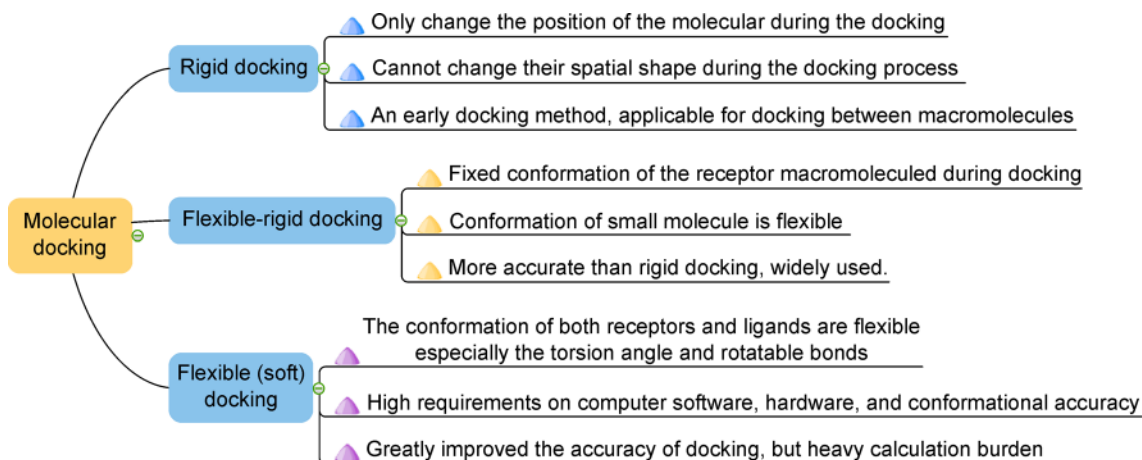 Only change the position of the molecular during the docking
Rigid docking
Cannot change their spatial shape during the docking process
An early docking method, applicable for docking between macromolecules
Fixed conformation of the receptor macromoleculed during docking
Molecular
docking
Flexible-rigid docking
Conformation of small molecule is flexible
More accurate than rigid docking, widely used.
The conformation of both receptors and ligands are flexible
especially the torsion angle and rotatable bonds
Flexible (soft)
docking
High requirements on computer software, hardware, and conformational accuracy
Greatly improved the accuracy of docking, but heavy calculation burden